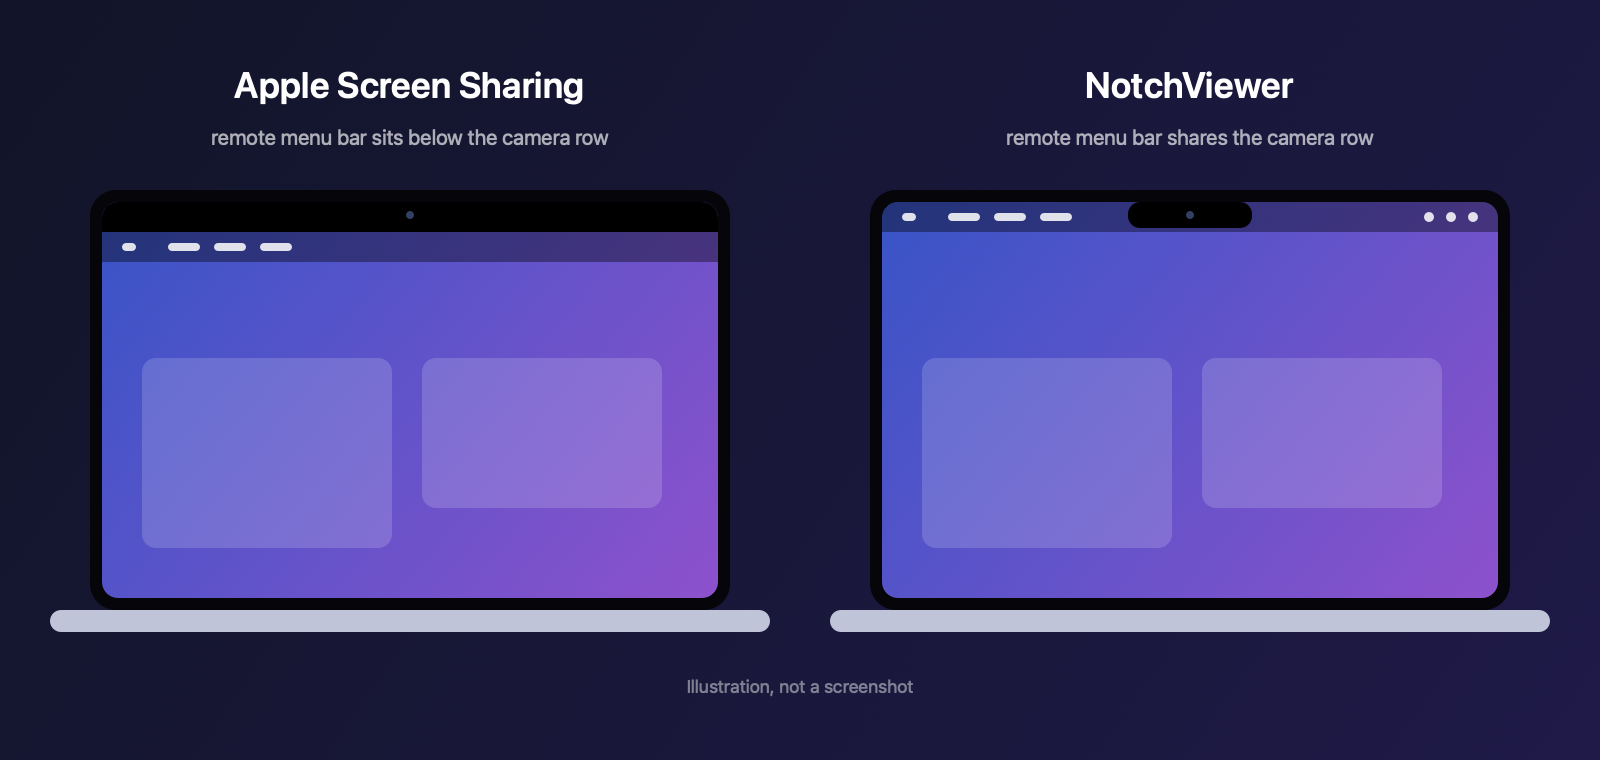 Apple Screen Sharing
remote menu bar sits below the camera row
NotchViewer
remote menu bar shares the camera row
Illustration, not a screenshot